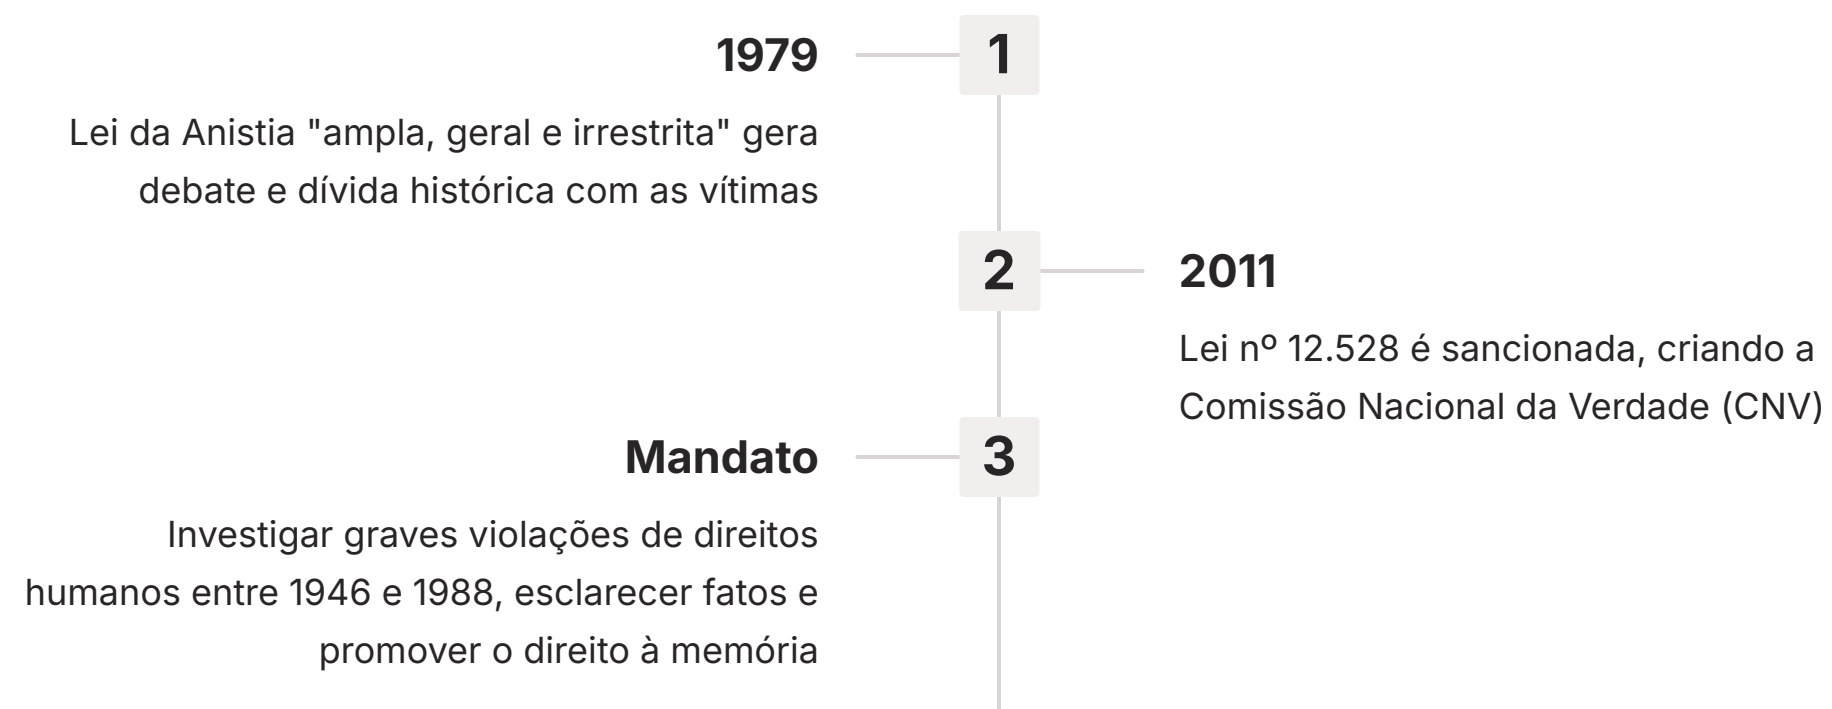 1979
1
Lei da Anistia "ampla, geral e irrestrita" gera
debate e dívida histórica com as vítimas
2
2011
Lei nº 12.528 é sancionada, criando a
Comissão Nacional da Verdade (CNV)
Mandato
3
Investigar graves violações de direitos
humanos entre 1946 e 1988, esclarecer fatos e
promover o direito à memória